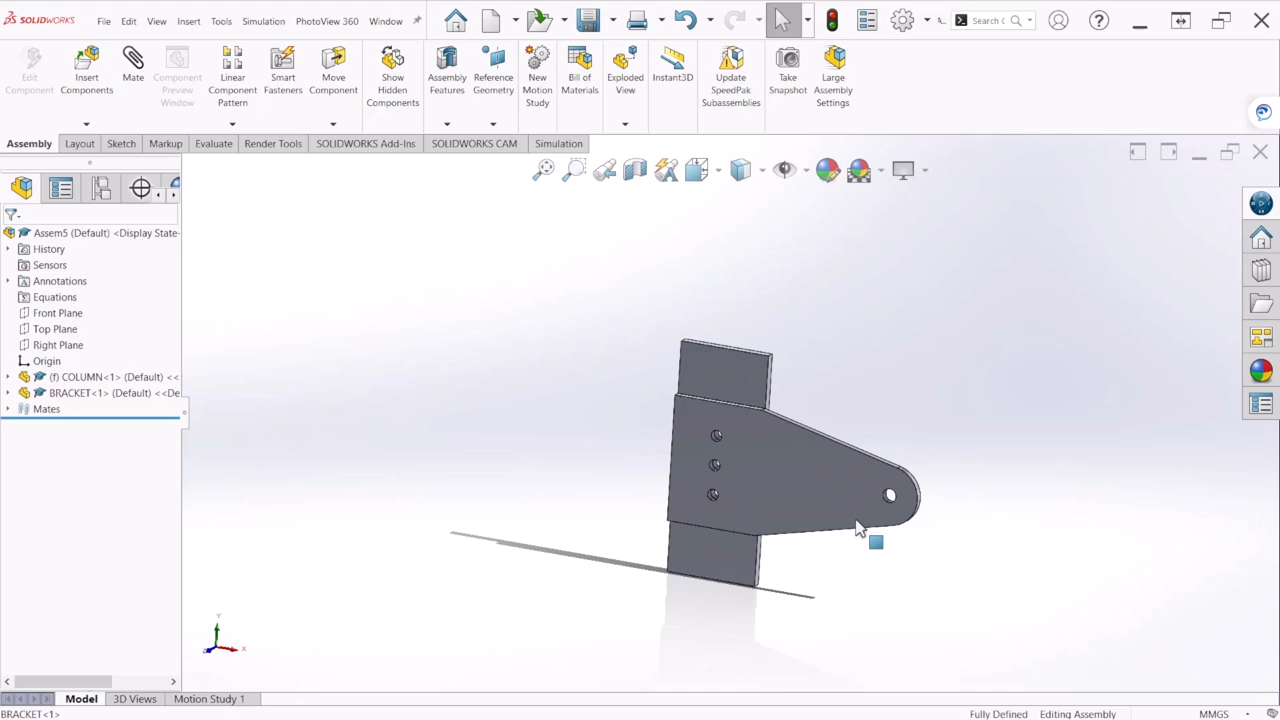 SOLIDWORKS File Edit View Insert Tools Simulation PhotoView 360 Window Search C
Edit Component
Insert Components
Mate
Component Preview Window
Linear Component Pattern
Smart Fasteners
Move Component
Show Hidden Components
Assembly Features
Reference Geometry
New Motion Study
Bill of Materials
Exploded View
Instant3D
Update SpeedPak Subassemblies
Take Snapshot
Large Assembly Settings
Assembly Layout Sketch Markup Evaluate Render Tools SOLIDWORKS Add-Ins SOLIDWORKS CAM Simulation
Assem5 (Default) <Display State-
History
Sensors
Annotations
Equations
Front Plane
Top Plane
Right Plane
Origin
(f) COLUMN<1> (Default) <<
BRACKET<1> (Default) <<De
Mates
Y
X
Z
Model 3D Views Motion Study 1
BRACKET<1> Fully Defined Editing Assembly MMGS